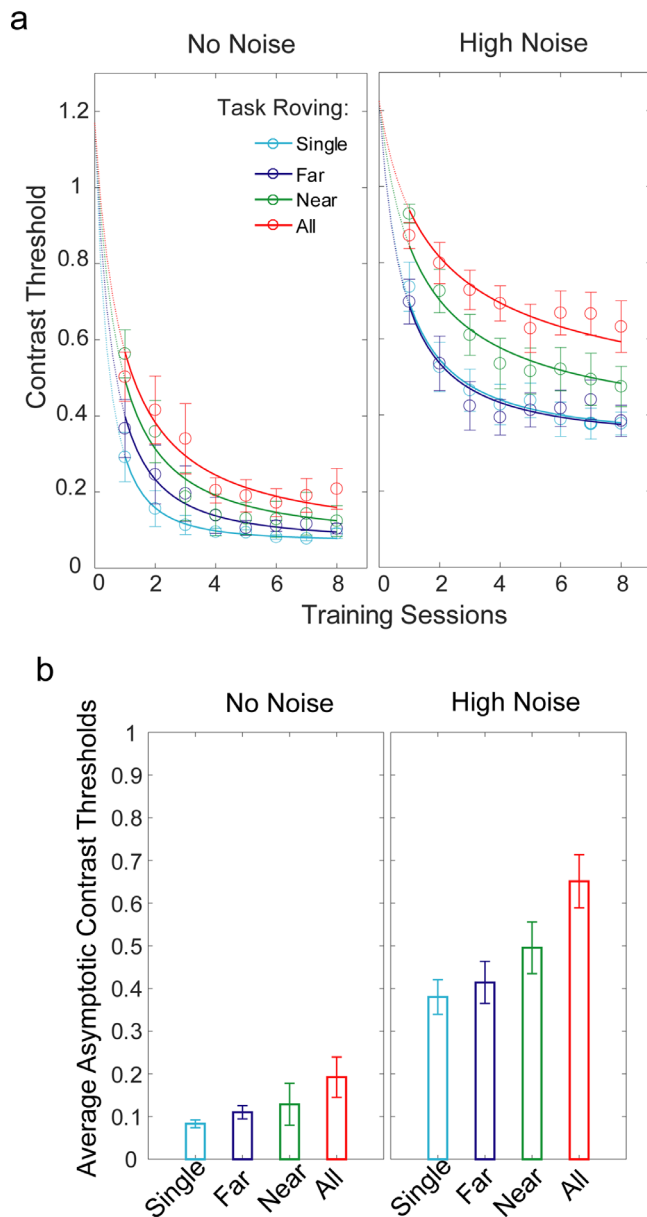 a
No Noise
High Noise
Contrast Threshold
1.2
1
0.8
0.6
0.4
0.2
0
Task Roving:
Single
Far
Near
All
0 2 4 6 8
0 2 4 6 8
Training Sessions
b
No Noise
High Noise
Average Asymptotic Contrast Thresholds
1
0.9
0.8
0.7
0.6
0.5
0.4
0.3
0.2
0.1
0
Single Far Near All
Single Far Near All